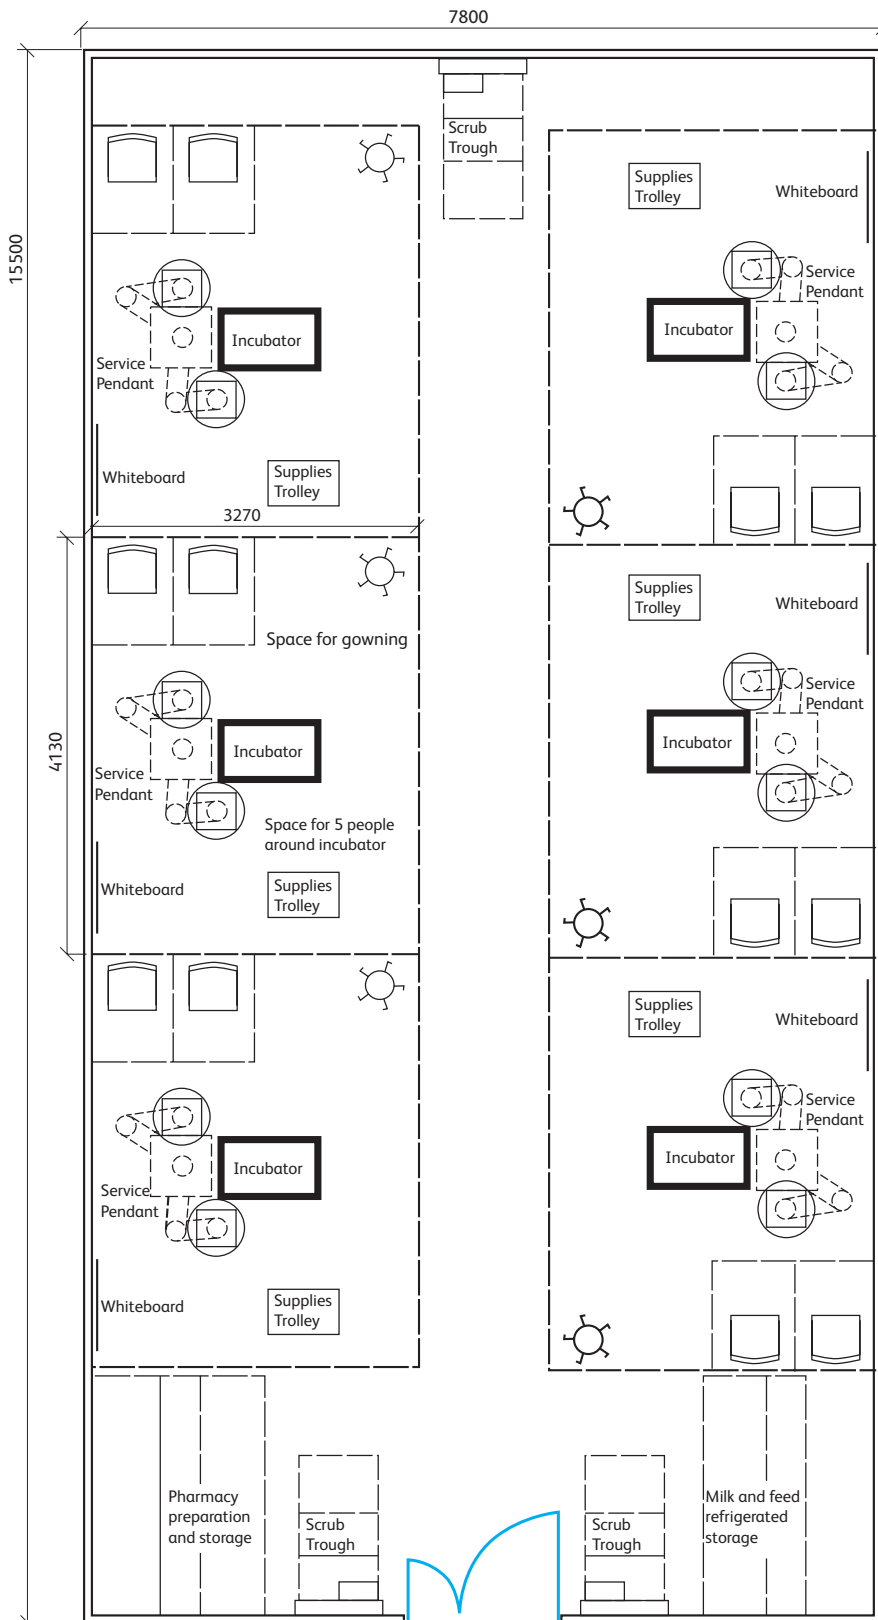 7800
15500
Scrub
Trough
Supplies
Trolley
Whiteboard
Service
Pendant
Incubator
Incubator
Service
Pendant
Whiteboard
Supplies
Trolley
3270
4130
Supplies
Trolley
Whiteboard
Space for gowning
Service
Pendant
Incubator
Incubator
Service
Pendant
Space for 5 people
around incubator
Whiteboard
Supplies
Trolley
Supplies
Trolley
Whiteboard
Service
Pendant
Incubator
Incubator
Service
Pendant
Whiteboard
Supplies
Trolley
Pharmacy
preparation
and storage
Scrub
Trough
Scrub
Trough
Milk and feed
refrigerated
storage